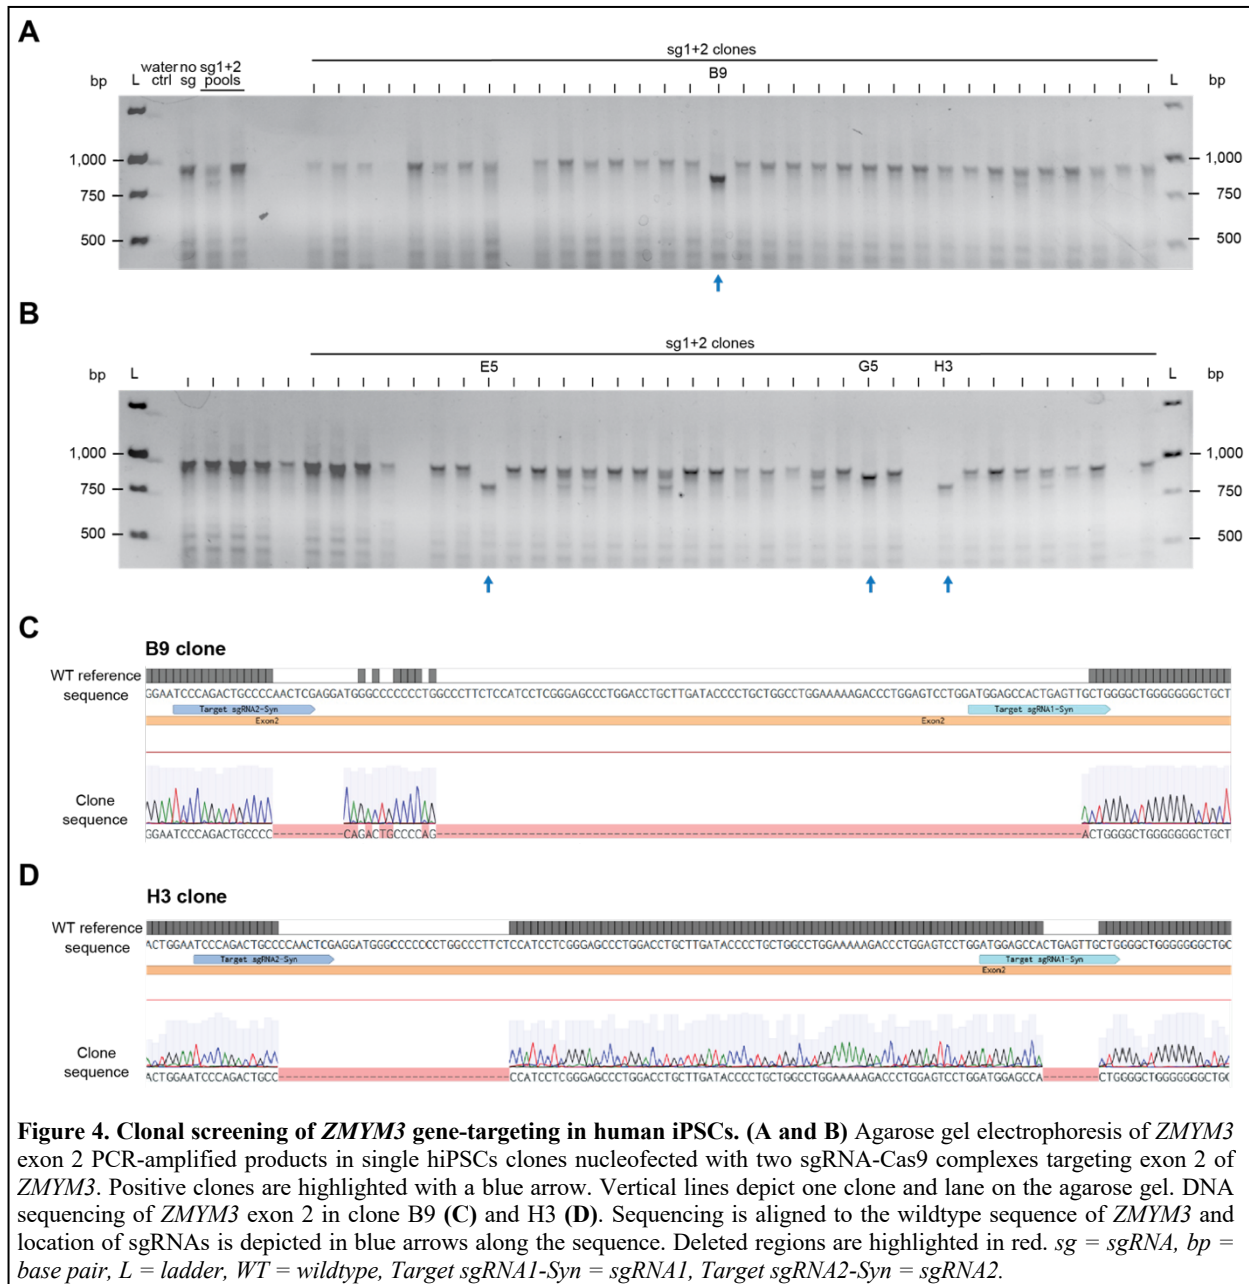 A
sg1+2 clones
water no sg1+2
bp L ctrl sg pools B9 L bp
1,000 1,000
750 750
500 500
B
sg1+2 clones
bp L E5 G5 H3 L bp
1,000 1,000
750 750
500 500
C
B9 clone
WT reference
sequence
GGAATCCCAGACTGCCCCAACTCGAGGATGGGCCCCCCCTGGCCCTTCTCCATCCTCGGGAGCCCTGGACCTGCTTGATACCCCTGCTGGCCTGGAAAAAGACCCTGGAGTCCTGGATGGAGCCACTGAGTTGCTGGGGCTGGGGGGGCTGCT
Target sgRNA2-Syn Target sgRNA1-Syn
Exon2 Exon2
Clone
sequence
GGAATCCCAGACTGCCCC----------CAGACTGCCCCAG----------ACTGGGGCTGGGGGGGCTGCT
D
H3 clone
WT reference
sequence
ACTGGAATCCCAGACTGCCCCAACTCGAGGATGGGCCCCCCCTGGCCCTTCTCCATCCTCGGGAGCCCTGGACCTGCTTGATACCCCTGCTGGCCTGGAAAAAGACCCTGGAGTCCTGGATGGAGCCACTGAGTTGCTGGGGCTGGGGGGGCTGC
Target sgRNA2-Syn Target sgRNA1-Syn
Exon2
Clone
sequence
ACTGGAATCCCAGACTGCC----------CCATCCTCGGGAGCCCTGGACCTGCTTGATACCCCTGCTGGCCTGGAAAAAGACCCTGGAGTCCTGGATGGAGCCA--------CTGGGGCTGGGGGGGCTGC
Figure 4. Clonal screening of ZMYM3 gene-targeting in human iPSCs. (A and B) Agarose gel electrophoresis of ZMYM3
exon 2 PCR-amplified products in single hiPSCs clones nucleofected with two sgRNA-Cas9 complexes targeting exon 2 of
ZMYM3. Positive clones are highlighted with a blue arrow. Vertical lines depict one clone and lane on the agarose gel. DNA
sequencing of ZMYM3 exon 2 in clone B9 (C) and H3 (D). Sequencing is aligned to the wildtype sequence of ZMYM3 and
location of sgRNAs is depicted in blue arrows along the sequence. Deleted regions are highlighted in red. sg = sgRNA, bp =
base pair, L = ladder, WT = wildtype, Target sgRNA1-Syn = sgRNA1, Target sgRNA2-Syn = sgRNA2.